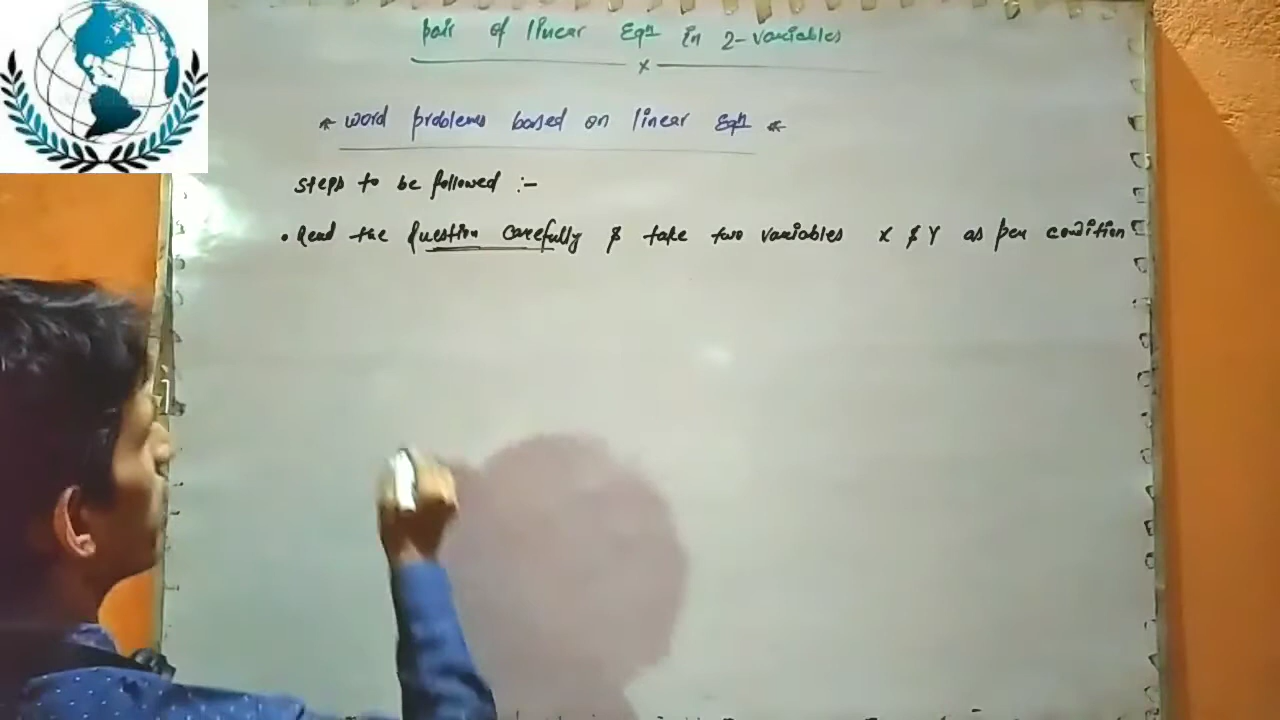 pair of linear Eqn in 2-variables
x
* word problems based on linear Eqn *
steps to be followed :-
• Read the Question carefully & take two variables x & y as per condition